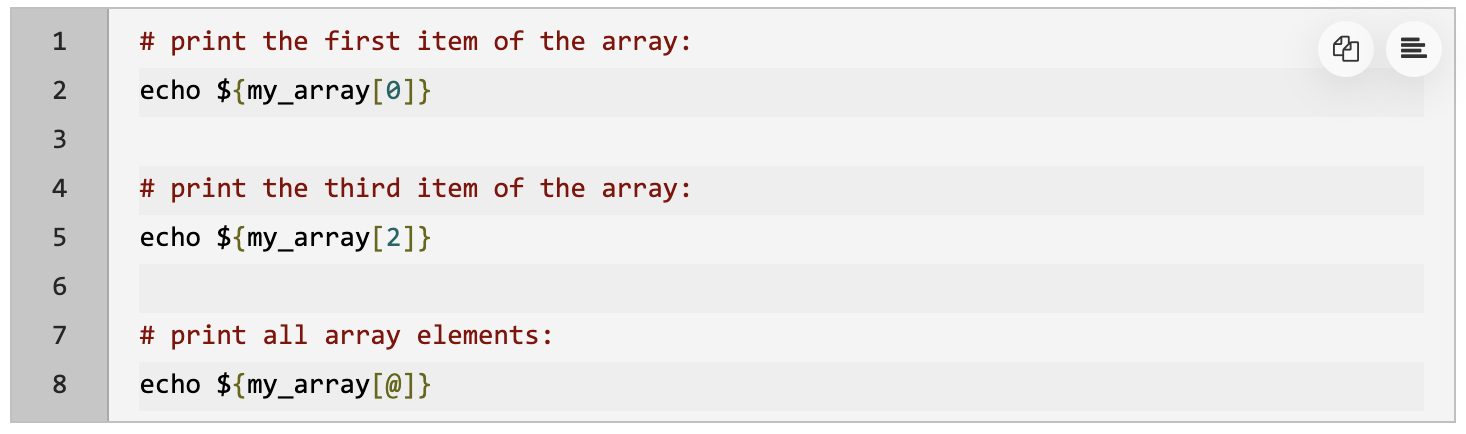 1 # print the first item of the array:
2 echo ${my_array[0]}
3
4 # print the third item of the array:
5 echo ${my_array[2]}
6
7 # print all array elements:
8 echo ${my_array[@]}